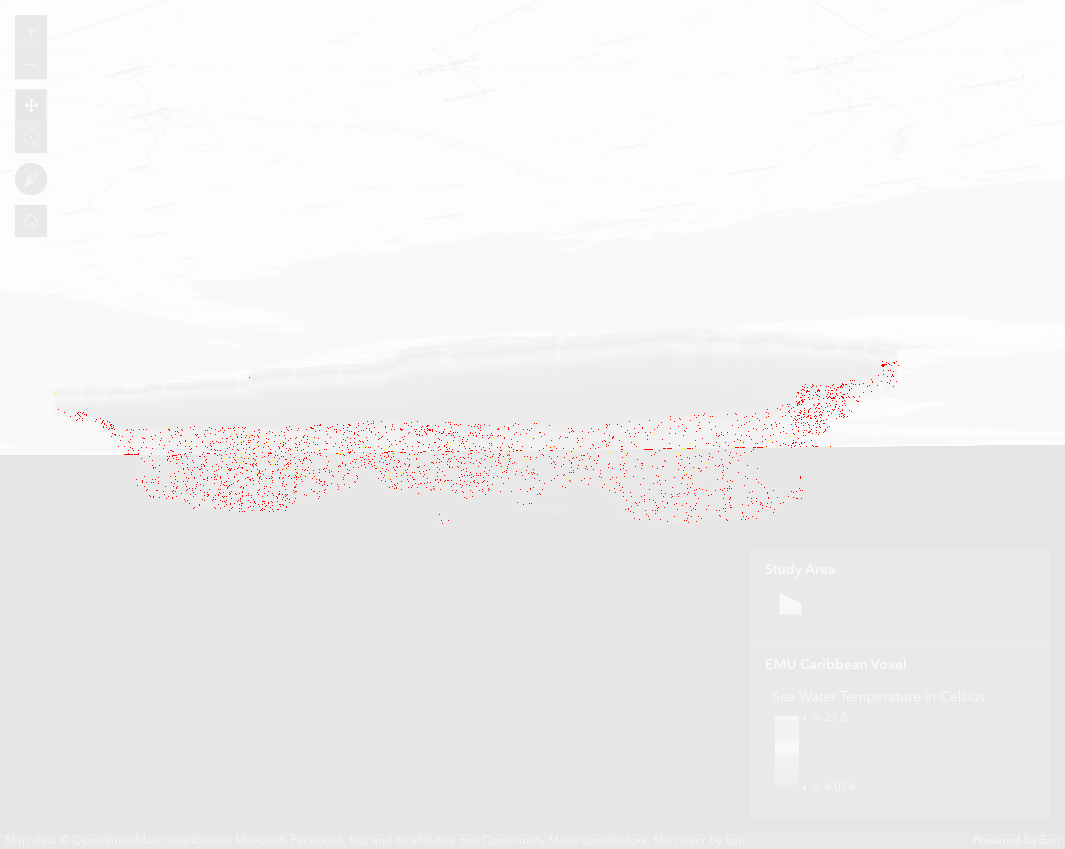 Study Area
EMU Caribbean Voxel
Sea Water Temperature in Celsius
> 27.5
< 4.074
Map data © OpenStreetMap contributors, Microsoft, Facebook, Inc. and its affiliates, Esri Community Maps contributors, Map layer by Esri
Powered by Esri